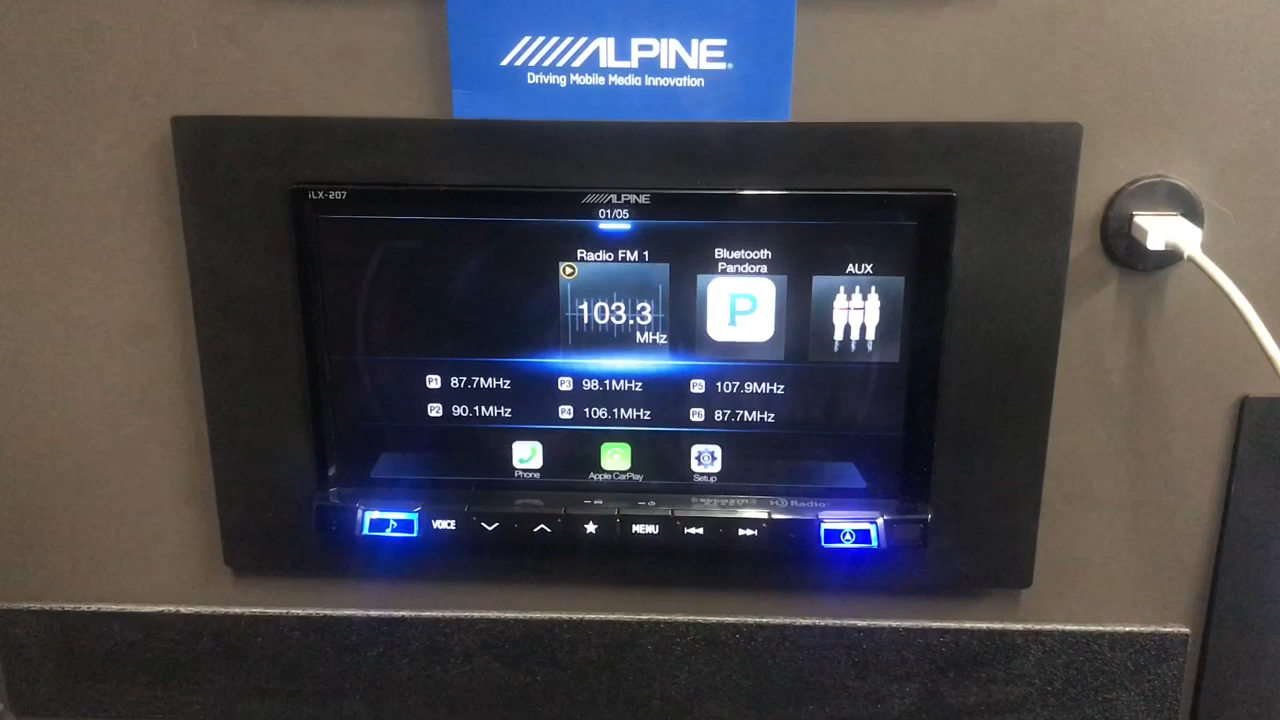 ALPINE
Driving Mobile Media Innovation
iLX-207
ALPINE
01/05
Radio FM 1
Bluetooth
Pandora
AUX
103.3
MHz
P
P1 87.7MHz
P3 98.1MHz
P5 107.9MHz
P2 90.1MHz
P4 106.1MHz
P6 87.7MHz
Phone
Apple CarPlay
Setup
HD Radio
VOICE
MENU